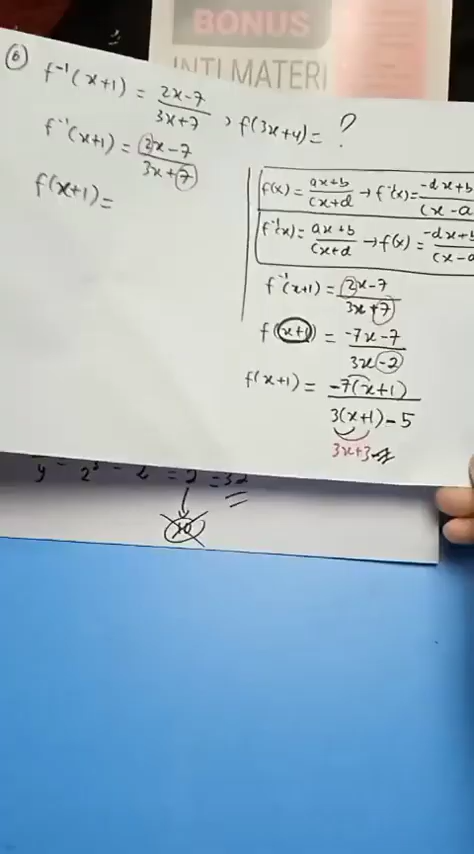 BONUS
INTI MATERI
6 f⁻¹(x+1) = 2x-7 / 3x+7 , f(3x+4) = ?
f⁻¹(x+1) = 2x-7 / 3x+7
f(x+1) =
f(x) = ax+b / cx+d → f⁻¹(x) = -dx+b / cx-a
f⁻¹(x) = ax+b / cx+d → f(x) = -dx+b / cx-a
f⁻¹(x+1) = 2x-7 / 3x+7
f(x+1) = -7x-7 / 3x-2
f(x+1) = -7(x+1) / 3(x+1)-5
3x+3
= 32